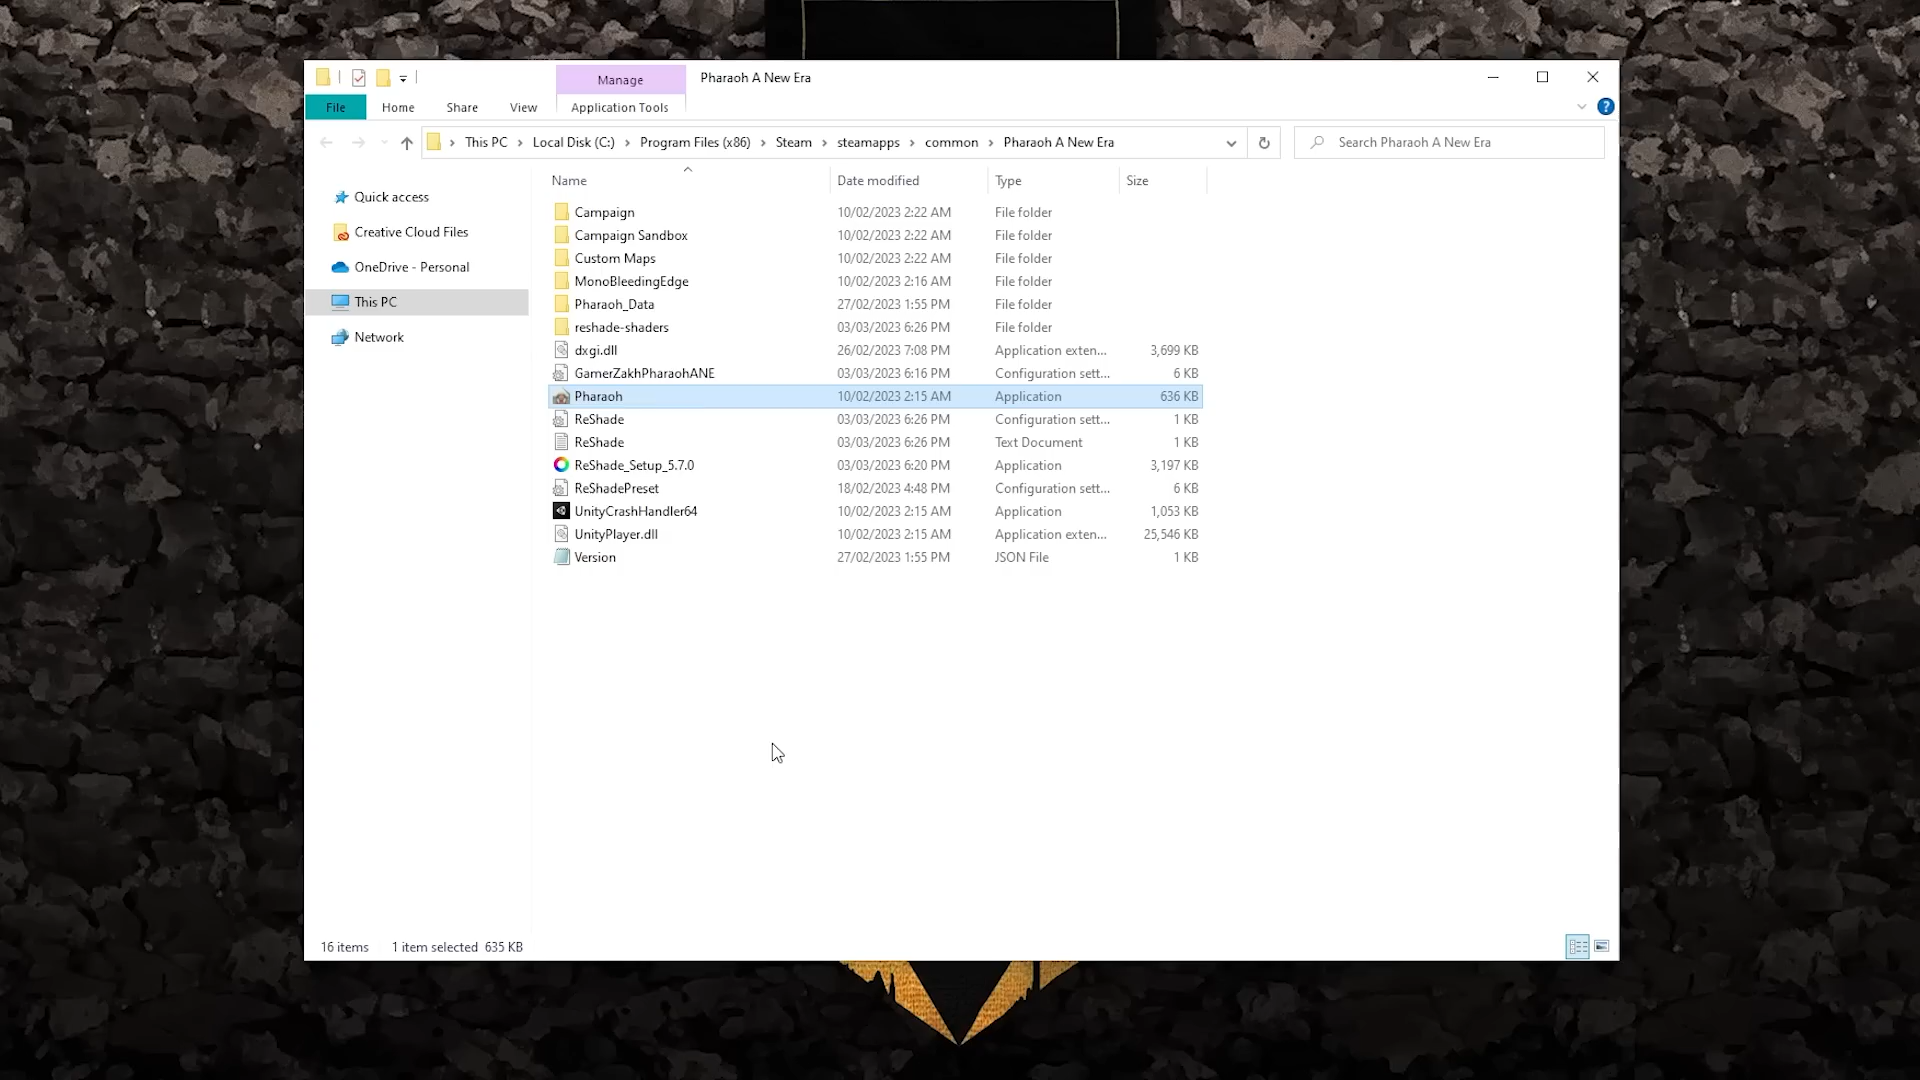 Manage
Pharaoh A New Era
File
Home
Share
View
Application Tools
This PC
Local Disk (C:)
Program Files (x86)
Steam
steamapps
common
Pharaoh A New Era
Search Pharaoh A New Era
Quick access
Creative Cloud Files
OneDrive - Personal
This PC
Network
Name Date modified Type Size
Campaign 10/02/2023 2:22 AM File folder
Campaign Sandbox 10/02/2023 2:22 AM File folder
Custom Maps 10/02/2023 2:22 AM File folder
MonoBleedingEdge 10/02/2023 2:16 AM File folder
Pharaoh_Data 27/02/2023 1:55 PM File folder
reshade-shaders 03/03/2023 6:26 PM File folder
dxgi.dll 26/02/2023 7:08 PM Application exten... 3,699 KB
GamerZakhPharaohANE 03/03/2023 6:16 PM Configuration sett... 6 KB
Pharaoh 10/02/2023 2:15 AM Application 636 KB
ReShade 03/03/2023 6:26 PM Configuration sett... 1 KB
ReShade 03/03/2023 6:26 PM Text Document 1 KB
ReShade_Setup_5.7.0 03/03/2023 6:20 PM Application 3,197 KB
ReShadePreset 18/02/2023 4:48 PM Configuration sett... 6 KB
UnityCrashHandler64 10/02/2023 2:15 AM Application 1,053 KB
UnityPlayer.dll 10/02/2023 2:15 AM Application exten... 25,546 KB
Version 27/02/2023 1:55 PM JSON File 1 KB
16 items 1 item selected 635 KB